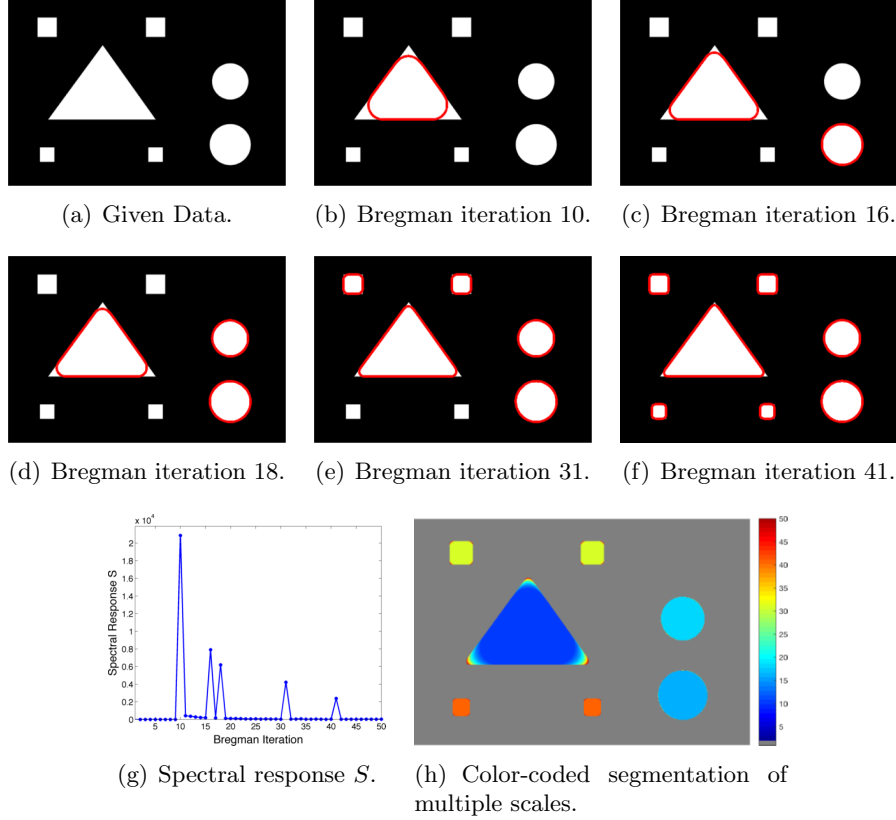 (a) Given Data.
(b) Bregman iteration 10.
(c) Bregman iteration 16.
(d) Bregman iteration 18.
(e) Bregman iteration 31.
(f) Bregman iteration 41.
x 10^4
Spectral Response S
2
1.8
1.6
1.4
1.2
1
0.8
0.6
0.4
0.2
0
5 10 15 20 25 30 35 40 45 50
Bregman Iteration
50
45
40
35
30
25
20
15
10
5
(g) Spectral response S.
(h) Color-coded segmentation of
multiple scales.